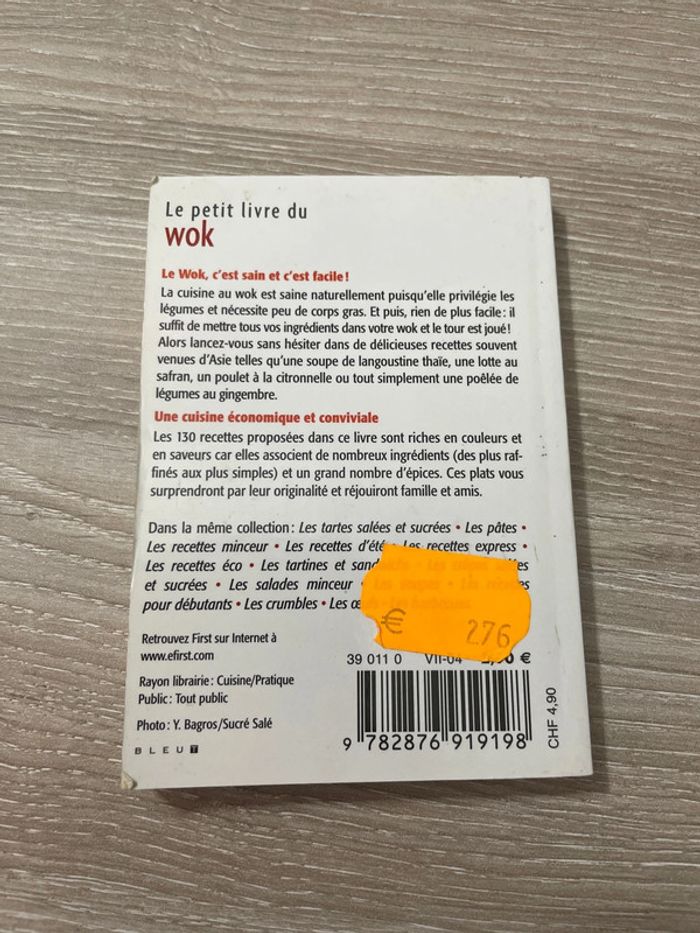 Le petit livre du
wok
Le Wok, c'est sain et c'est facile !
La cuisine au wok est saine naturellement puisqu'elle privilégie les
légumes et nécessite peu de corps gras. Et puis, rien de plus facile : il
suffit de mettre tous vos ingrédients dans votre wok et le tour est joué !
Alors lancez-vous sans hésiter dans de délicieuses recettes souvent
venues d'Asie telles qu'une soupe de langoustine thaïe, une lotte au
safran, un poulet à la citronnelle ou tout simplement une poêlée de
légumes au gingembre.
Une cuisine économique et conviviale
Les 130 recettes proposées dans ce livre sont riches en couleurs et
en saveurs car elles associent de nombreux ingrédients (des plus raf-
finés aux plus simples) et un grand nombre d'épices. Ces plats vous
surprendront par leur originalité et réjouiront famille et amis.
Dans la même collection : Les tartes salées et sucrées • Les pâtes •
Les recettes minceur • Les recettes d'été • Les recettes express •
Les recettes éco • Les tartines et
et sucrées • Les salades minceur • Les soupes • Les
pour débutants • Les crumbles • Les
€ 2.76
Retrouvez First sur Internet à
www.efirst.com
39 011 0 VII-04 €
Rayon librairie : Cuisine/Pratique
Public : Tout public
Photo : Y. Bagros/Sucré Salé
BLEUT
9 782876 919198
CHF 4,90